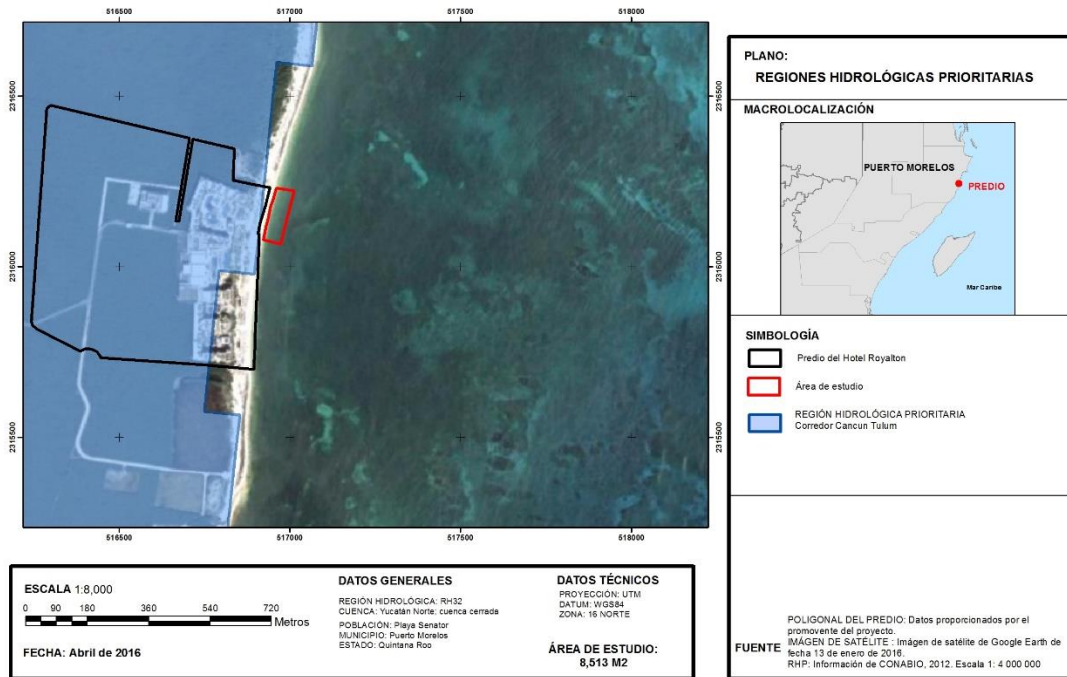 516500 517000 517500 518000
2316500
2316500
2316000
2316000
2315500
2315500
516500 517000 517500 518000
PLANO:
REGIONES HIDROLÓGICAS PRIORITARIAS
MACROLOCALIZACIÓN
PUERTO MORELOS
PREDIO
Mar Caribe
SIMBOLOGÍA
Predio del Hotel Royalton
Área de estudio
REGIÓN HIDROLÓGICA PRIORITARIA
Corredor Cancun Tulum
ESCALA 1:8,000
0 90 180 360 540 720
Metros
FECHA: Abril de 2016
DATOS GENERALES
REGIÓN HIDROLÓGICA: RH32
CUENCA: Yucatán Norte; cuenca cerrada
POBLACIÓN: Playa Senator
MUNICIPIO: Puerto Morelos
ESTADO: Quintana Roo
DATOS TÉCNICOS
PROYECCIÓN: UTM
DATUM: WGS84
ZONA: 16 NORTE
ÁREA DE ESTUDIO:
8,513 M2
FUENTE
POLIGONAL DEL PREDIO: Datos proporcionados por el
promovente del proyecto.
IMÁGEN DE SATÉLITE : Imágen de satélite de Google Earth de
fecha 13 de enero de 2016.
RHP: Información de CONABIO, 2012. Escala 1: 4 000 000